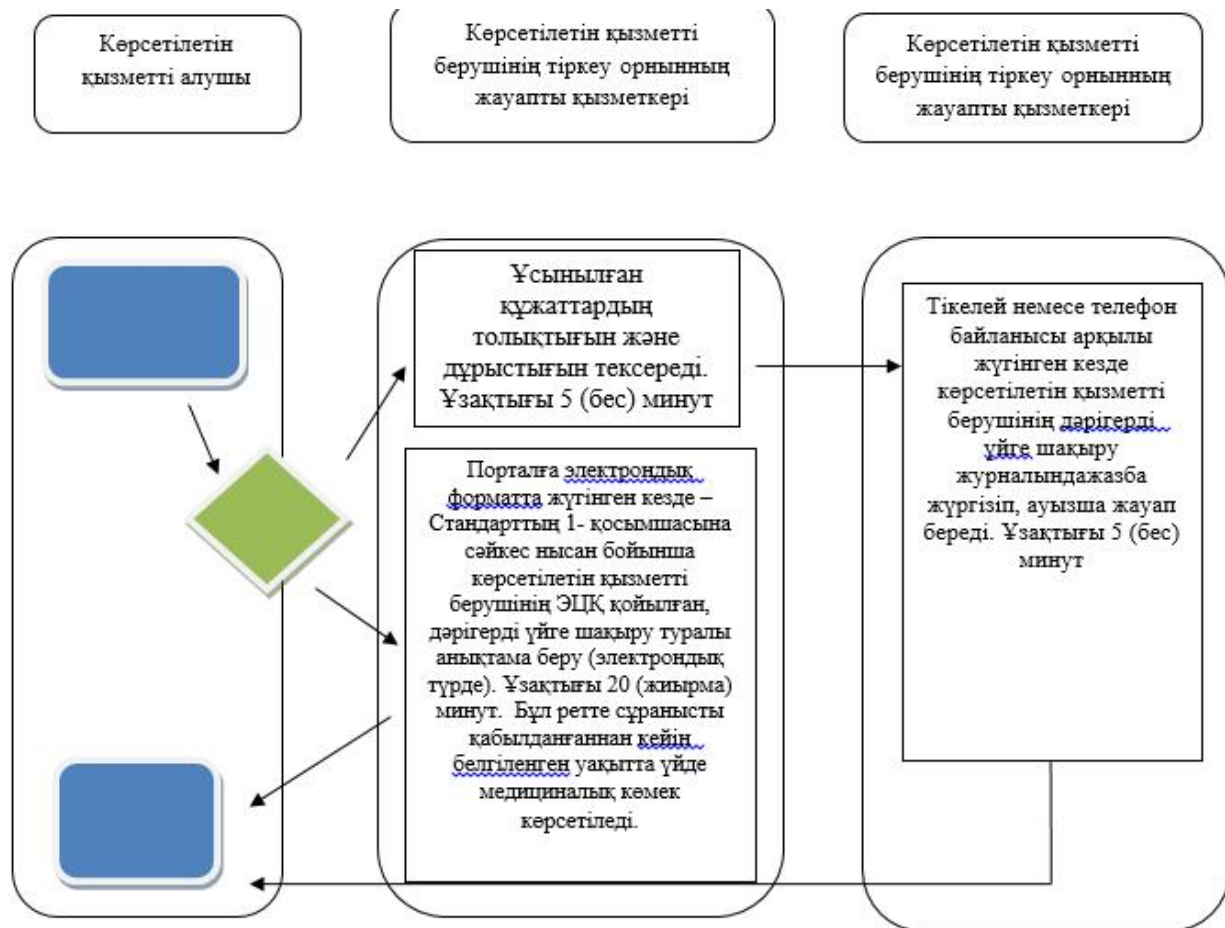 Көрсетілетін
қызметті алушы
Көрсетілетін қызметті
берушінің тіркеу орнынның
жауапты қызметкері
Көрсетілетін қызметті
берушінің тіркеу орнынның
жауапты қызметкері
Ұсынылған
құжаттардың
толықтығын және
дұрыстығын тексереді.
Ұзақтығы 5 (бес) минут
Порталға электрондық
форматта жүгінген кезде –
Стандарттың 1- қосымшасына
сәйкес нысан бойынша
көрсетілетін қызметті
берушінің ЭЦҚ қойылған,
дәрігерді үйге шақыру туралы
анықтама беру (электрондық
түрде). Ұзақтығы 20 (жиырма)
минут.  Бұл ретте сұранысты
қабылданғаннан кейін
белгіленген уақытта үйде
медициналық көмек
көрсетіледі.
Тікелей немесе телефон
байланысы арқылы
жүгінген кезде
көрсетілетін қызметті
берушінің дәрігерді
үйге шақыру
журналындажазба
жүргізіп, ауызша жауап
береді. Ұзақтығы 5 (бес)
минут